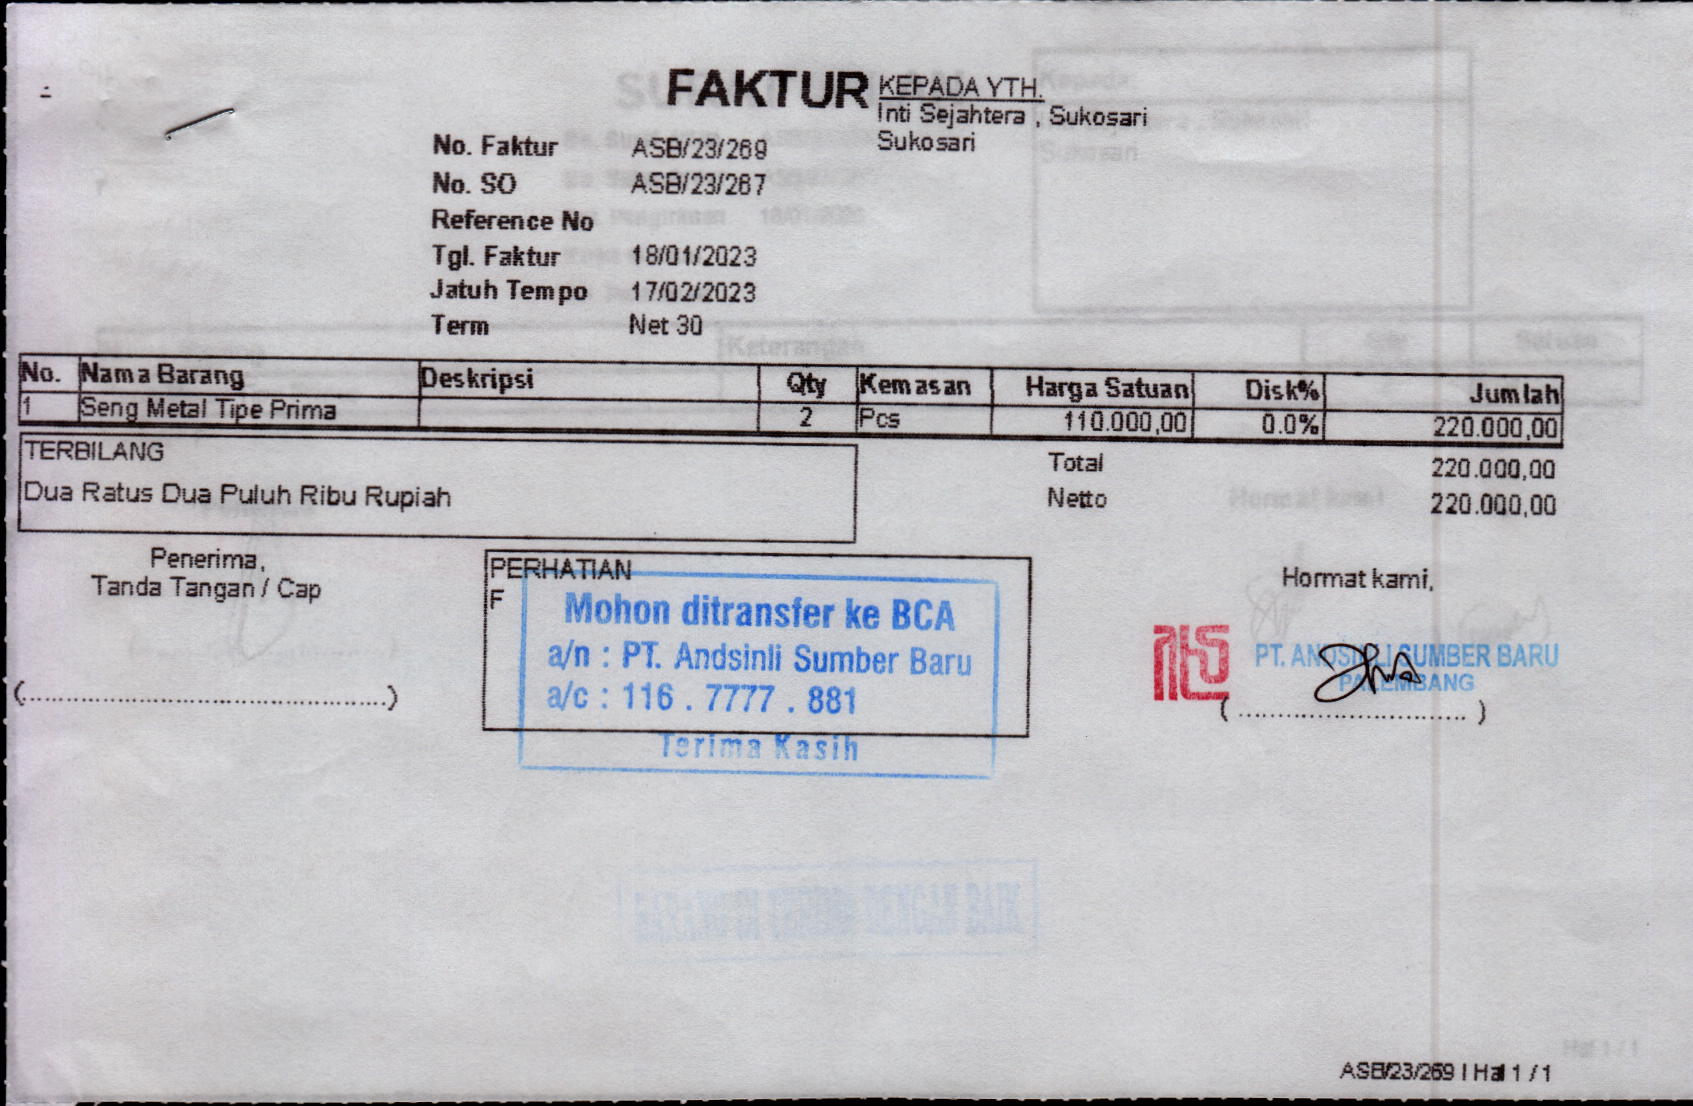 FAKTUR
KEPADA YTH.
Inti Sejahtera , Sukosari
Sukosari
No. Faktur ASB/23/269
No. SO ASB/23/267
Reference No
Tgl. Faktur 18/01/2023
Jatuh Tempo 17/02/2023
Term Net 30
No. Nama Barang Deskripsi Qty Kemasan Harga Satuan Disk% Jumlah
1 Seng Metal Tipe Prima 2 Pcs 110.000,00 0.0% 220.000,00
TERBILANG
Dua Ratus Dua Puluh Ribu Rupiah
Total 220.000,00
Netto 220.000,00
Penerima,
Tanda Tangan / Cap
(............................................)
PERHATIAN
F
Mohon ditransfer ke BCA
a/n : PT. Andsinli Sumber Baru
a/c : 116 . 7777 . 881
Terima Kasih
Hormat kami,
PT. ANDSINLI SUMBER BARU
PALEMBANG
( ............................ )
ASB/23/269 | Hal 1 / 1